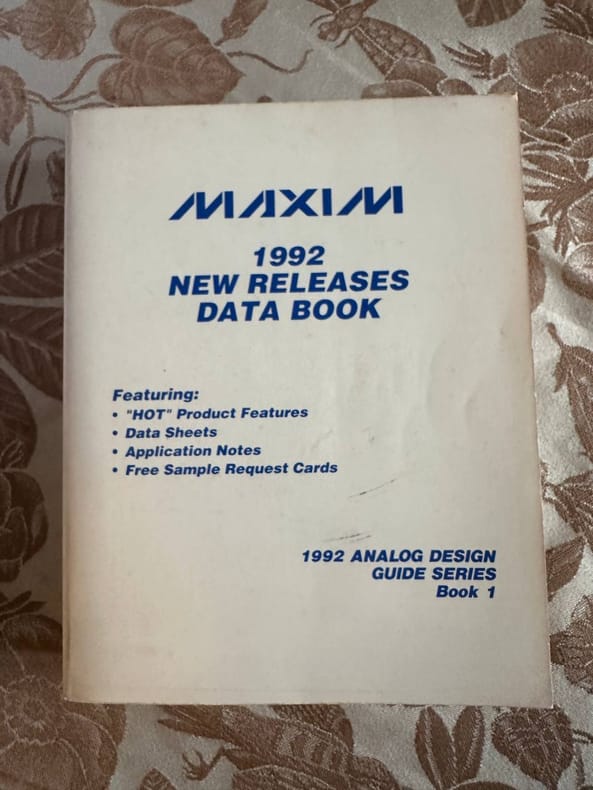 MAXIM
1992
NEW RELEASES
DATA BOOK
Featuring:
• "HOT" Product Features
• Data Sheets
• Application Notes
• Free Sample Request Cards
1992 ANALOG DESIGN
GUIDE SERIES
Book 1